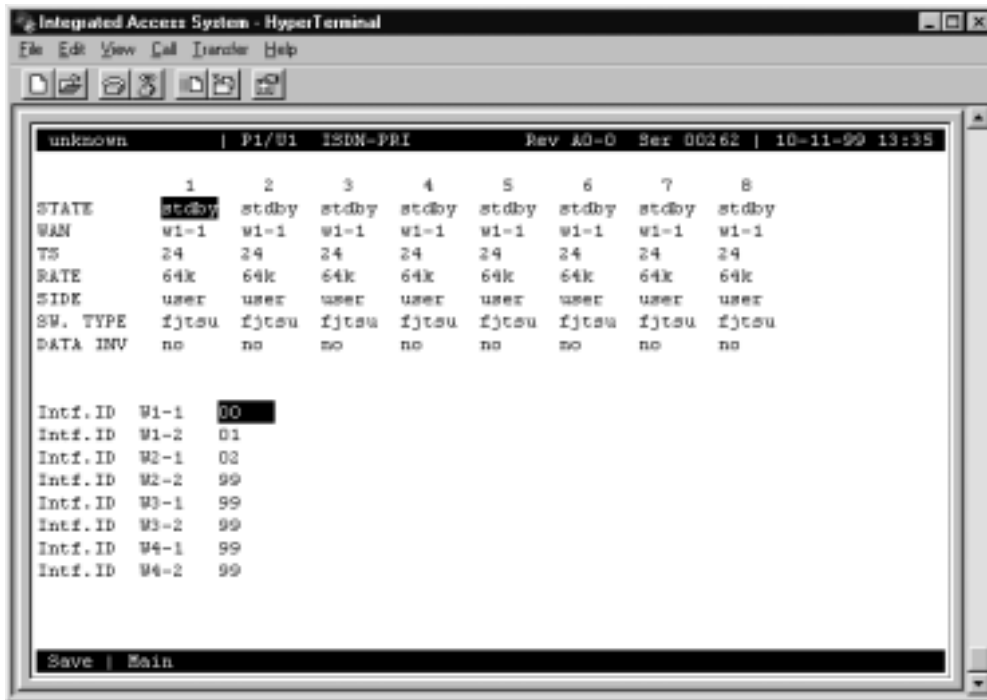 Integrated Access System - HyperTerminal
File Edit View Call Transfer Help
unknown | P1/U1 ISDN-PRI Rev A0-0 Ser 00262 | 10-11-99 13:35
1 2 3 4 5 6 7 8
STATE stdby stdby stdby stdby stdby stdby stdby stdby
WAN w1-1 w1-1 w1-1 w1-1 w1-1 w1-1 w1-1 w1-1
TS 24 24 24 24 24 24 24 24
RATE 64k 64k 64k 64k 64k 64k 64k 64k
SIDE user user user user user user user user
SW. TYPE fjtsu fjtsu fjtsu fjtsu fjtsu fjtsu fjtsu fjtsu
DATA INV no no no no no no no no
Intf.ID W1-1 00
Intf.ID W1-2 01
Intf.ID W2-1 02
Intf.ID W2-2 99
Intf.ID W3-1 99
Intf.ID W3-2 99
Intf.ID W4-1 99
Intf.ID W4-2 99
Save | Main